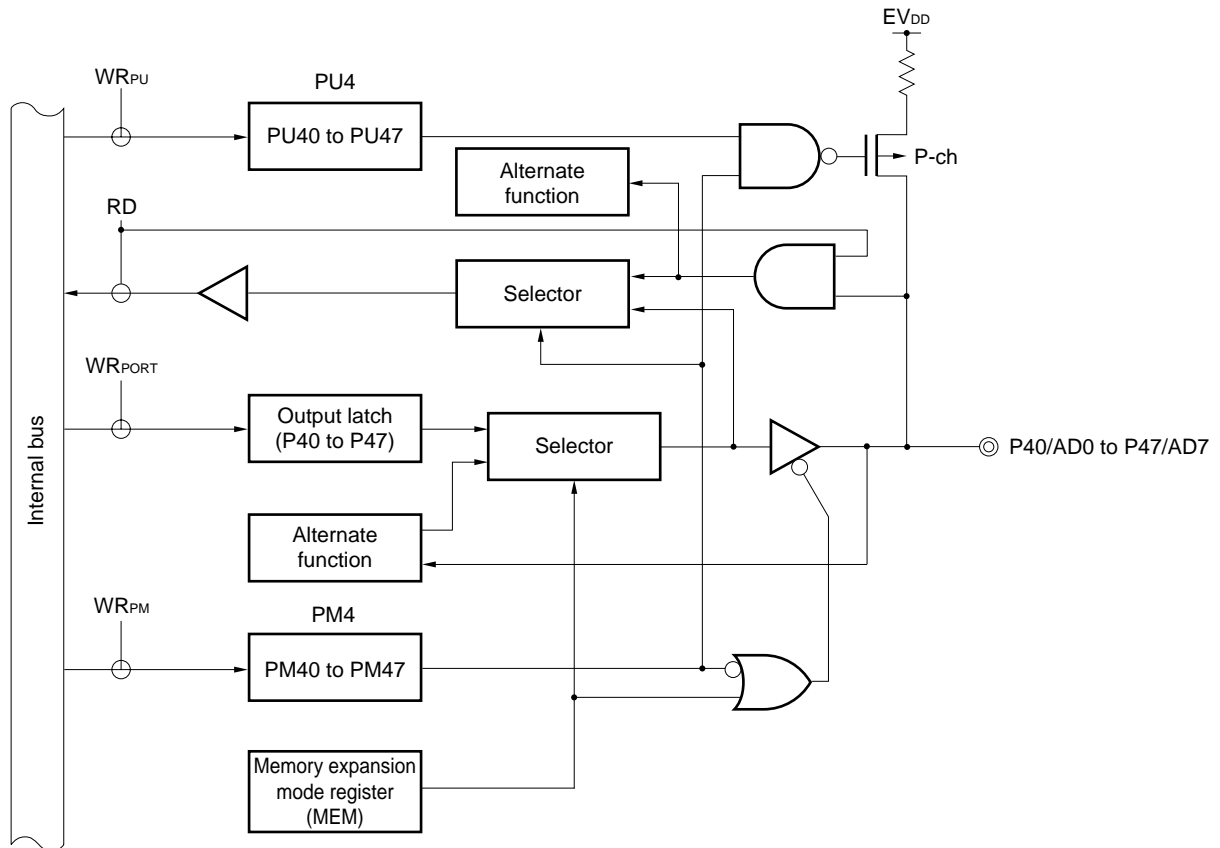 EVDD
WRPU
PU4
PU40 to PU47
P-ch
Alternate
function
RD
Selector
WRPORT
Output latch
(P40 to P47)
Selector
P40/AD0 to P47/AD7
Internal bus
Alternate
function
WRPM
PM4
PM40 to PM47
Memory expansion
mode register
(MEM)